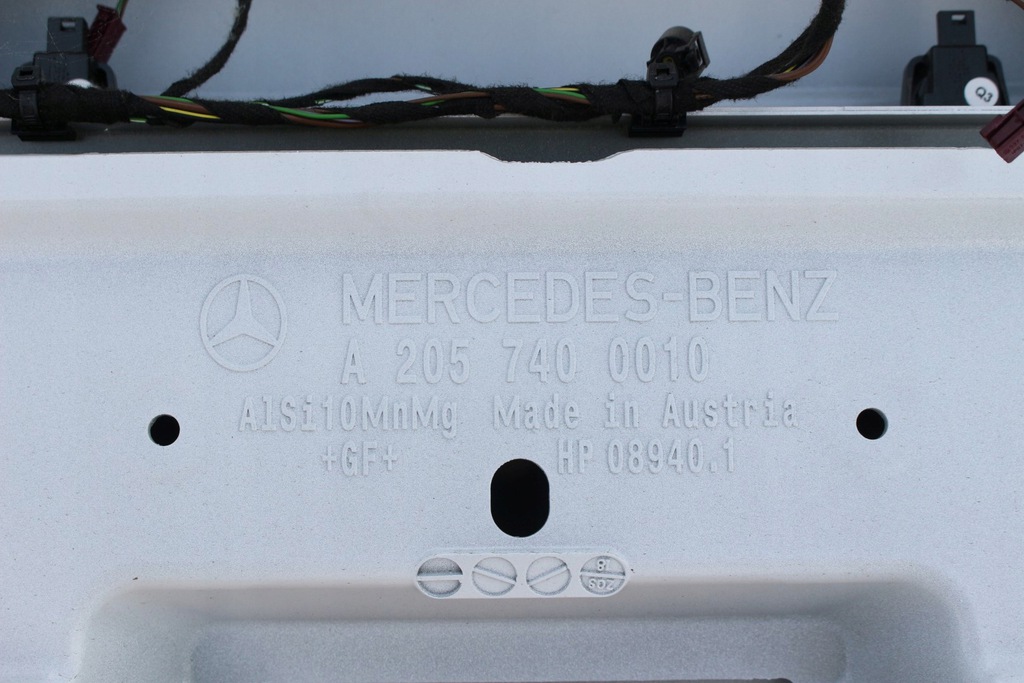 Q3
MERCEDES-BENZ
A 205 740 0010
AlSi10MnMg Made in Austria
+GF+ HP 08940.1